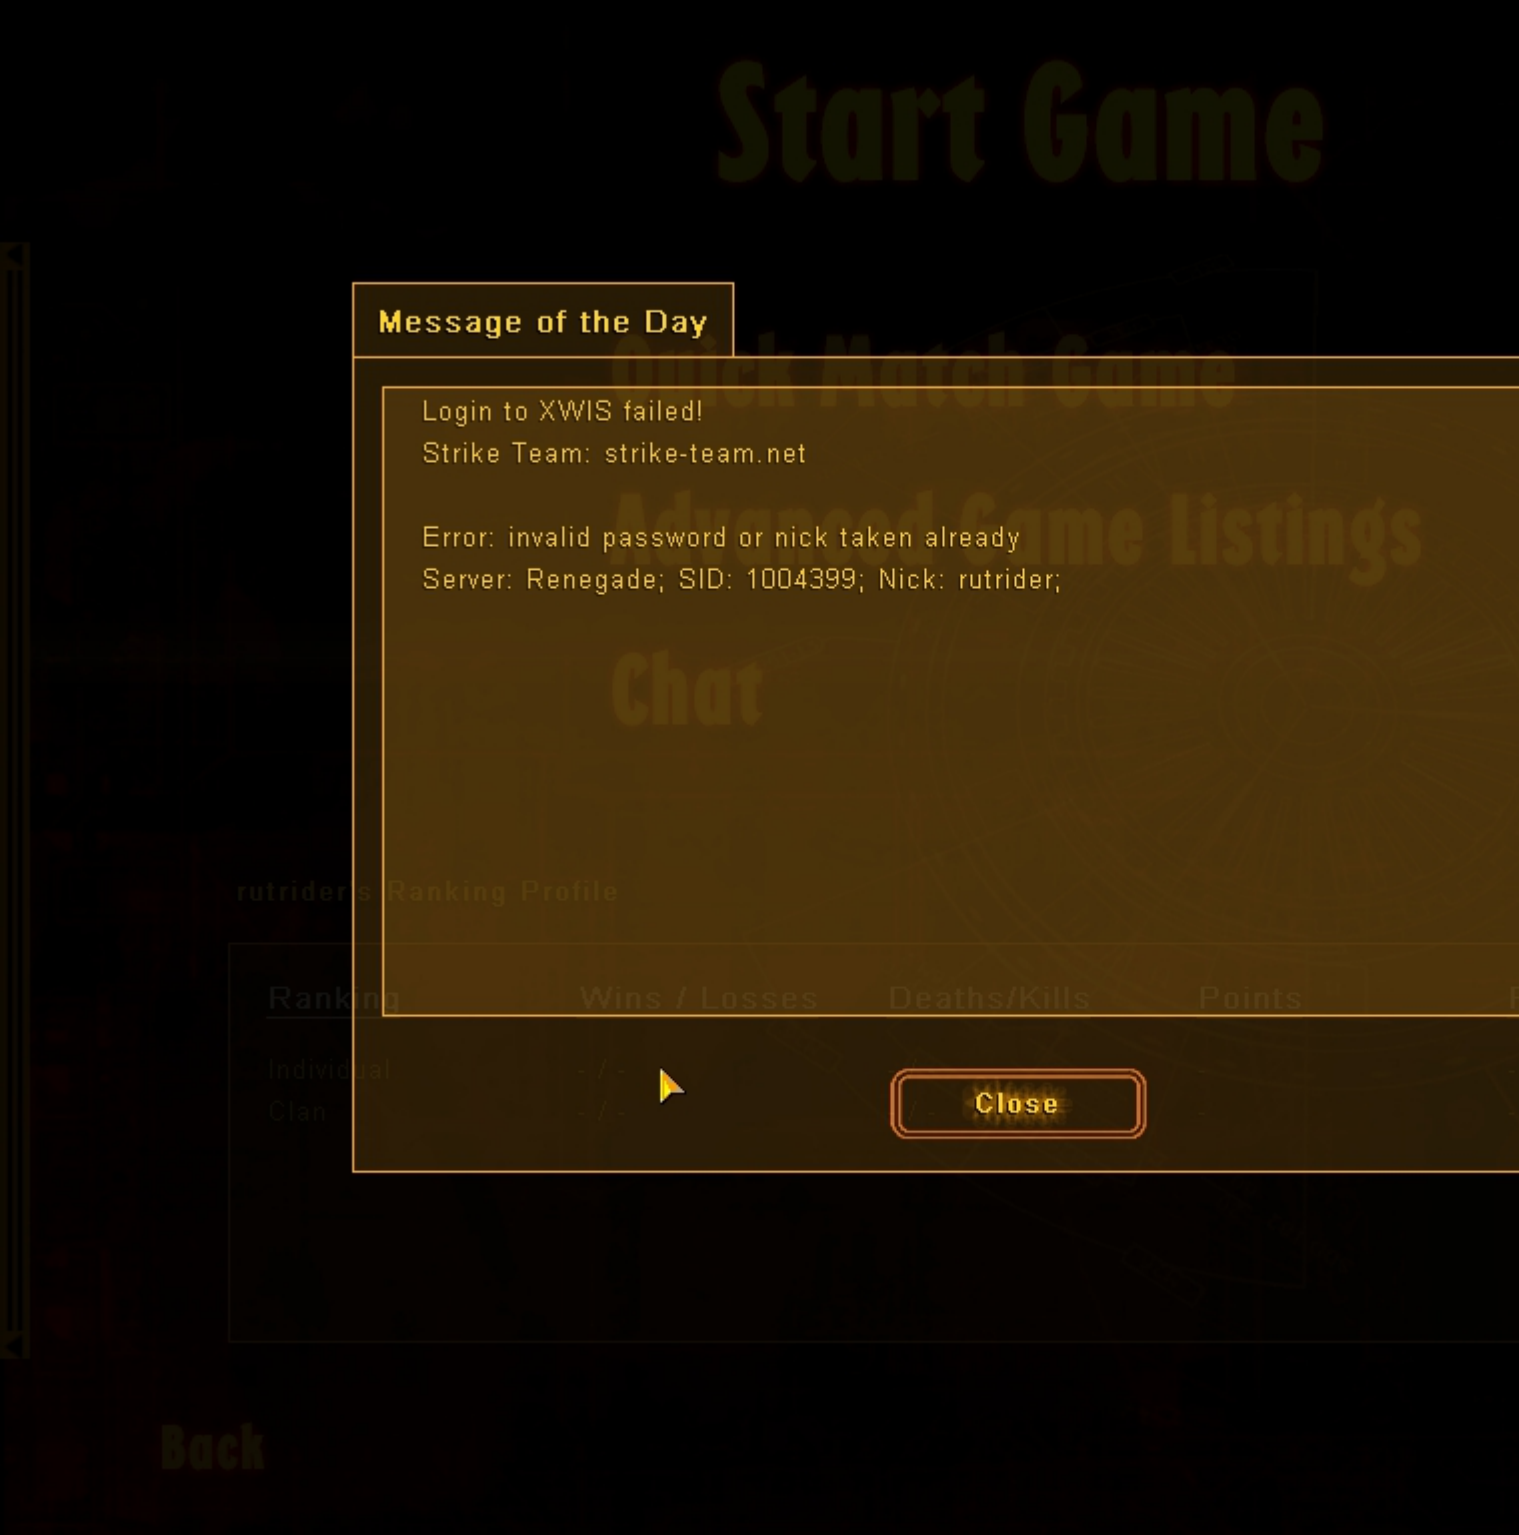 Start Game
Message of the Day
Quick Match Game
Login to XWIS failed!
Strike Team: strike-team.net
Advanced Game Listings
Error: invalid password or nick taken already
Server: Renegade; SID: 1004399; Nick: rutrider;
Chat
rutrider's Ranking Profile
Ranking Wins / Losses Deaths/Kills Points
Individual - / -
Clan - / -
Close
Back